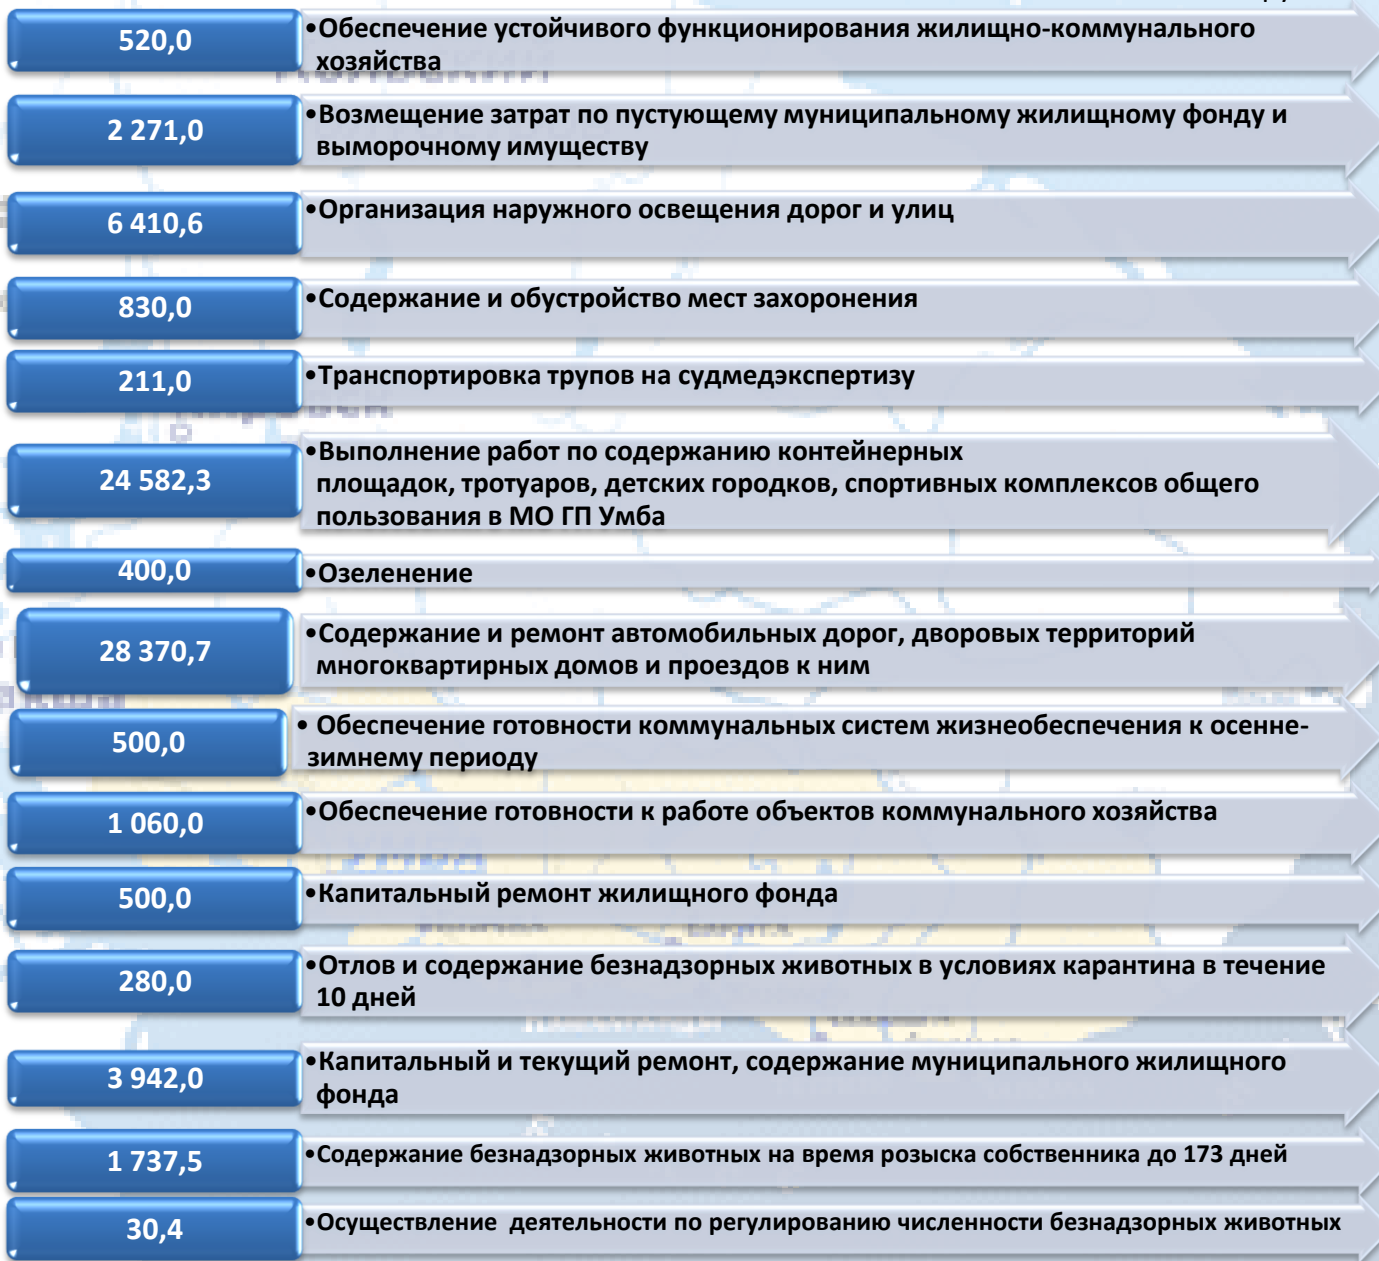 520,0
•Обеспечение устойчивого функционирования жилищно-коммунального
хозяйства
2 271,0
•Возмещение затрат по пустующему муниципальному жилищному фонду и
выморочному имуществу
6 410,6
•Организация наружного освещения дорог и улиц
830,0
•Содержание и обустройство мест захоронения
211,0
•Транспортировка трупов на судмедэкспертизу
24 582,3
•Выполнение работ по содержанию контейнерных
площадок, тротуаров, детских городков, спортивных комплексов общего
пользования в МО ГП Умба
400,0
•Озеленение
28 370,7
•Содержание и ремонт автомобильных дорог, дворовых территорий
многоквартирных домов и проездов к ним
500,0
• Обеспечение готовности коммунальных систем жизнеобеспечения к осенне-
зимнему периоду
1 060,0
•Обеспечение готовности к работе объектов коммунального хозяйства
500,0
•Капитальный ремонт жилищного фонда
280,0
•Отлов и содержание безнадзорных животных в условиях карантина в течение
10 дней
3 942,0
•Капитальный и текущий ремонт, содержание муниципального жилищного
фонда
1 737,5
•Содержание безнадзорных животных на время розыска собственника до 173 дней
30,4
•Осуществление деятельности по регулированию численности безнадзорных животных